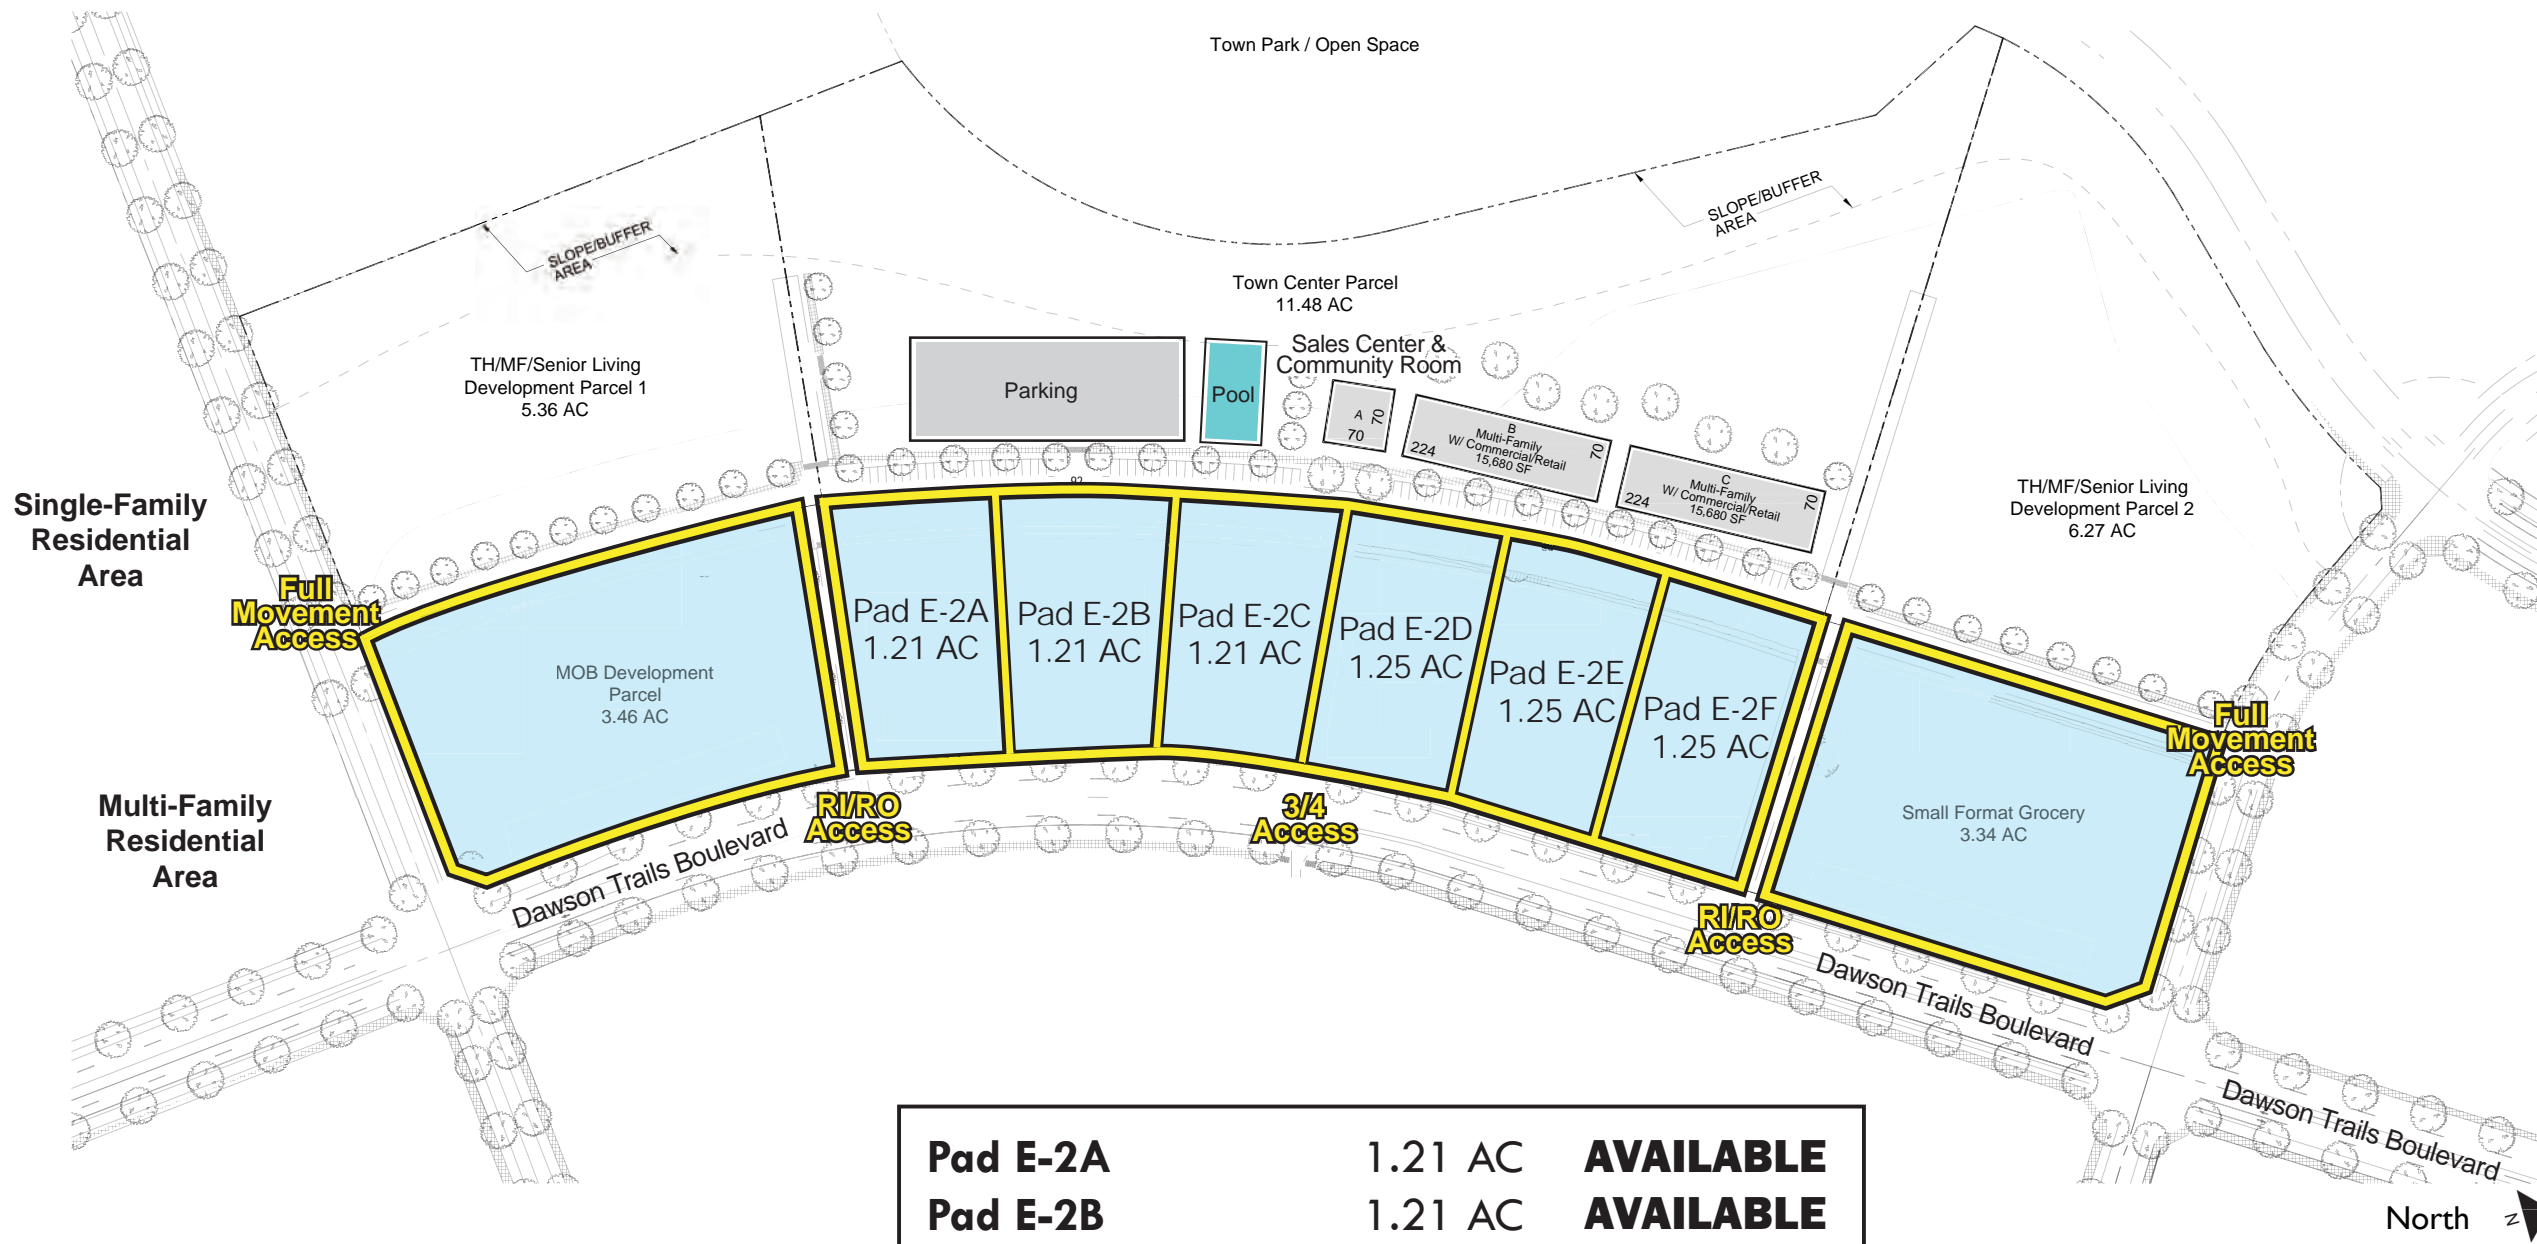 Town Park / Open Space
SLOPE/BUFFER
AREA
SLOPE/BUFFER
AREA
Town Center Parcel
11.48 AC
Sales Center &
Community Room
TH/MF/Senior Living
Development Parcel 1
5.36 AC
Parking
Pool
A
70
70
B
Multi-Family
W/ Commercial/Retail
15,680 SF
224
70
C
Multi-Family
W/ Commercial/Retail
15,680 SF
224
70
TH/MF/Senior Living
Development Parcel 2
6.27 AC
92
Single-Family
Residential
Area
Full
Movement
Access
MOB Development
Parcel
3.46 AC
Pad E-2A
1.21 AC
Pad E-2B
1.21 AC
Pad E-2C
1.21 AC
Pad E-2D
1.25 AC
Pad E-2E
1.25 AC
Pad E-2F
1.25 AC
Small Format Grocery
3.34 AC
Full
Movement
Access
Multi-Family
Residential
Area
RI/RO
Access
3/4
Access
RI/RO
Access
Dawson Trails Boulevard
Dawson Trails Boulevard
Dawson Trails Boulevard
Pad E-2A 1.21 AC AVAILABLE
Pad E-2B 1.21 AC AVAILABLE
North
N